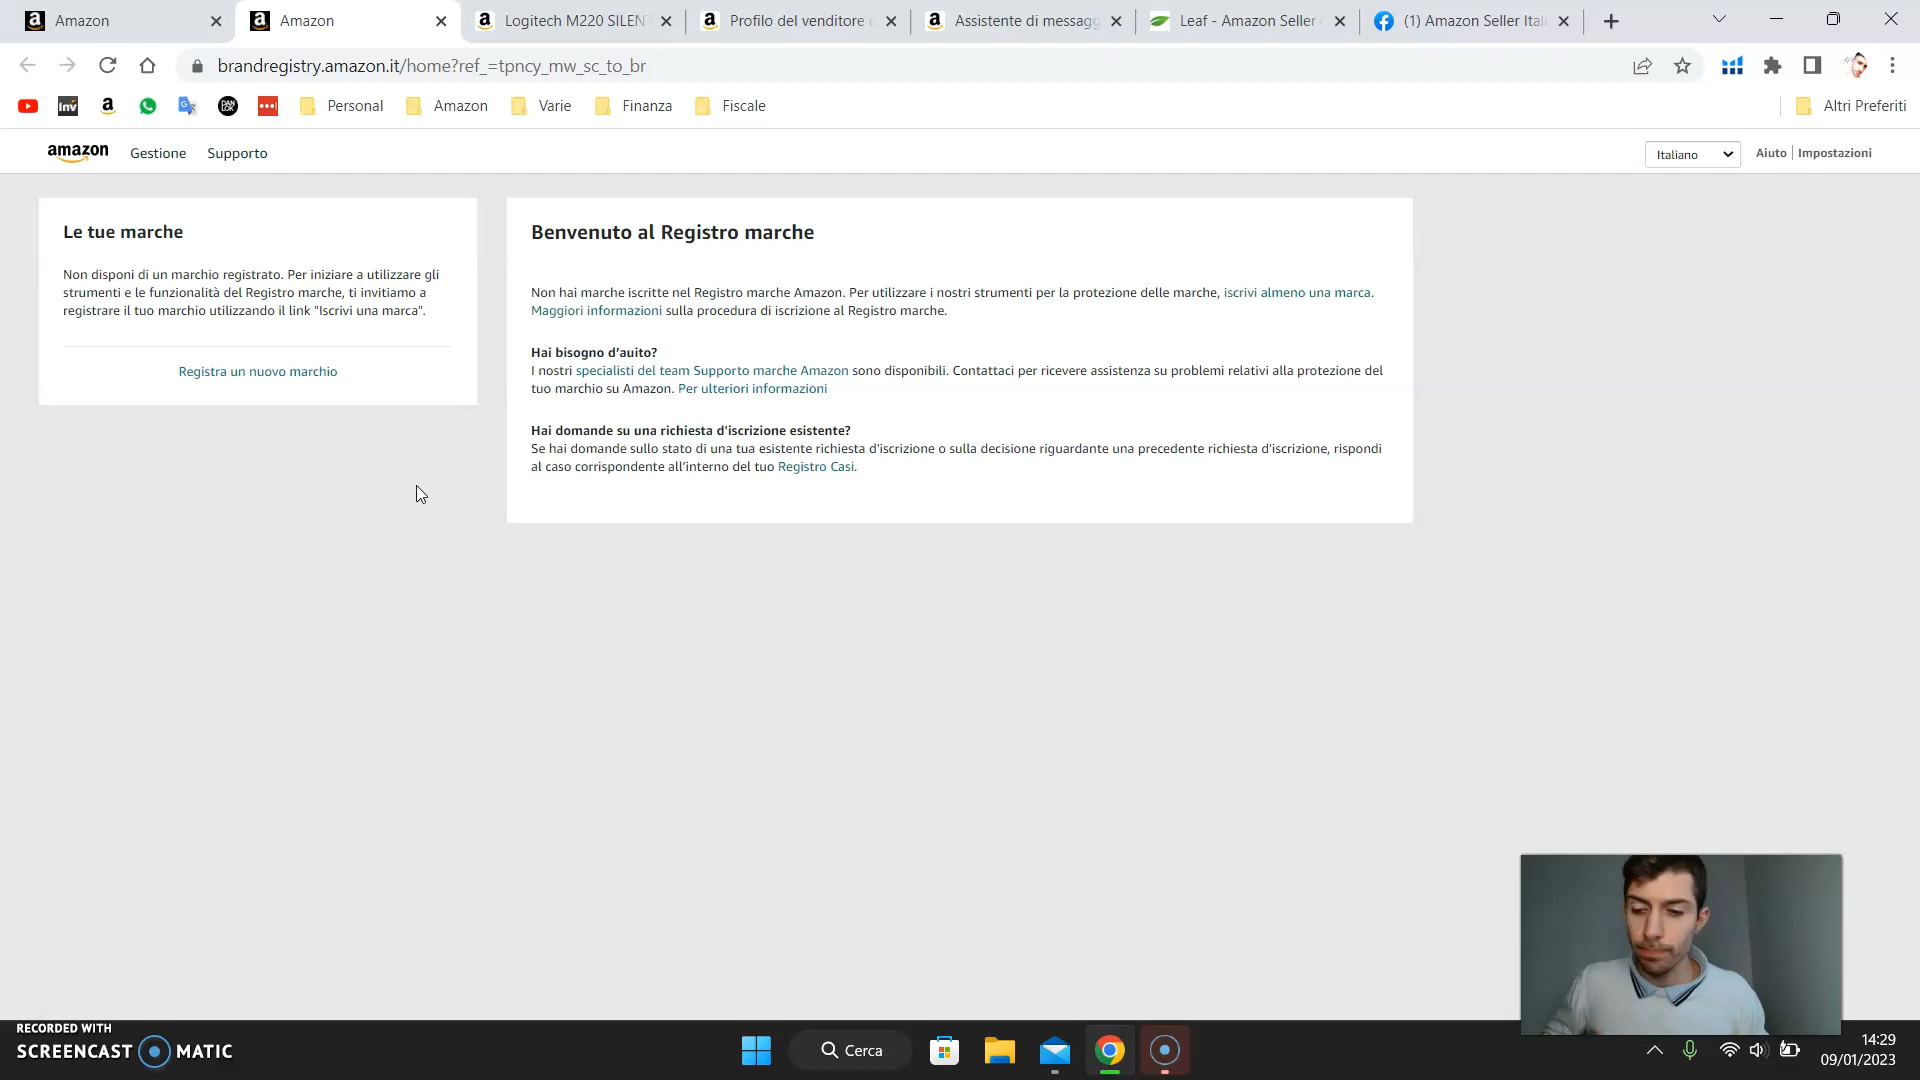 Amazon
Amazon
Logitech M220 SILEN
Profilo del venditore
Assistente di messagg
Leaf - Amazon Seller
(1) Amazon Seller Ital
brandregistry.amazon.it/home?ref_=tpncy_mw_sc_to_br
Inv
DAN LOK
Personal
Amazon
Varie
Finanza
Fiscale
Altri Preferiti
amazon
Gestione
Supporto
Italiano
Aiuto
Impostazioni
Le tue marche
Non disponi di un marchio registrato. Per iniziare a utilizzare gli
strumenti e le funzionalità del Registro marche, ti invitiamo a
registrare il tuo marchio utilizzando il link "Iscrivi una marca".
Registra un nuovo marchio
Benvenuto al Registro marche
Non hai marche iscritte nel Registro marche Amazon. Per utilizzare i nostri strumenti per la protezione delle marche, iscrivi almeno una marca.
Maggiori informazioni sulla procedura di iscrizione al Registro marche.
Hai bisogno d'auito?
I nostri specialisti del team Supporto marche Amazon sono disponibili. Contattaci per ricevere assistenza su problemi relativi alla protezione del
tuo marchio su Amazon. Per ulteriori informazioni
Hai domande su una richiesta d'iscrizione esistente?
Se hai domande sullo stato di una tua esistente richiesta d'iscrizione o sulla decisione riguardante una precedente richiesta d'iscrizione, rispondi
al caso corrispondente all'interno del tuo Registro Casi.
RECORDED WITH
SCREENCAST MATIC
Cerca
14:29
09/01/2023